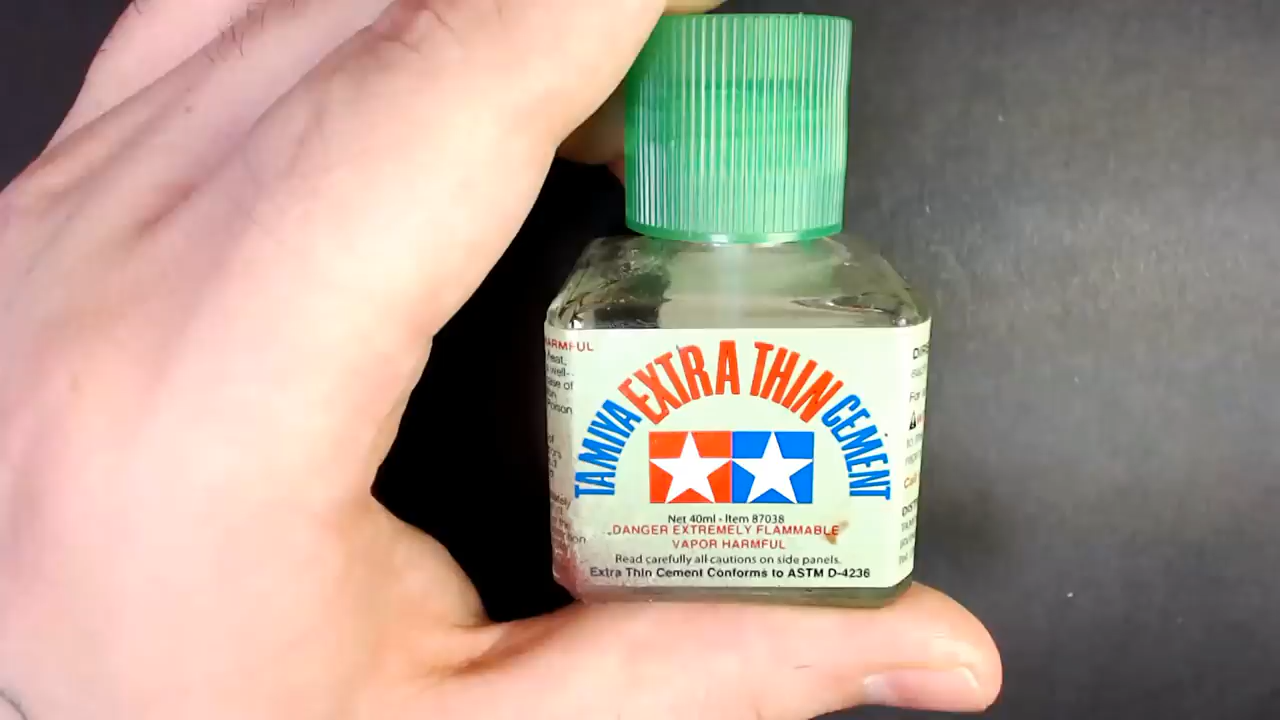 TAMIYA EXTRA THIN CEMENT
Net 40ml - Item 87038
DANGER EXTREMELY FLAMMABLE
VAPOR HARMFUL
Read carefully all cautions on side panels.
Extra Thin Cement Conforms to ASTM D-4236